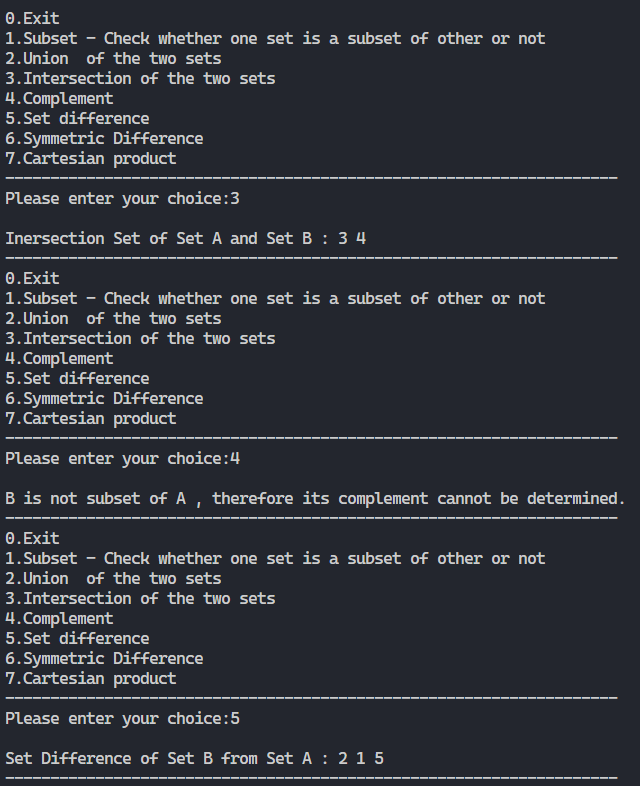 0.Exit
1.Subset - Check whether one set is a subset of other or not
2.Union  of the two sets
3.Intersection of the two sets
4.Complement
5.Set difference
6.Symmetric Difference
7.Cartesian product
--------------------------------------------------------------------
Please enter your choice:3
Inersection Set of Set A and Set B : 3 4
--------------------------------------------------------------------
0.Exit
1.Subset - Check whether one set is a subset of other or not
2.Union  of the two sets
3.Intersection of the two sets
4.Complement
5.Set difference
6.Symmetric Difference
7.Cartesian product
--------------------------------------------------------------------
Please enter your choice:4
B is not subset of A , therefore its complement cannot be determined.
--------------------------------------------------------------------
0.Exit
1.Subset - Check whether one set is a subset of other or not
2.Union  of the two sets
3.Intersection of the two sets
4.Complement
5.Set difference
6.Symmetric Difference
7.Cartesian product
--------------------------------------------------------------------
Please enter your choice:5
Set Difference of Set B from Set A : 2 1 5
--------------------------------------------------------------------